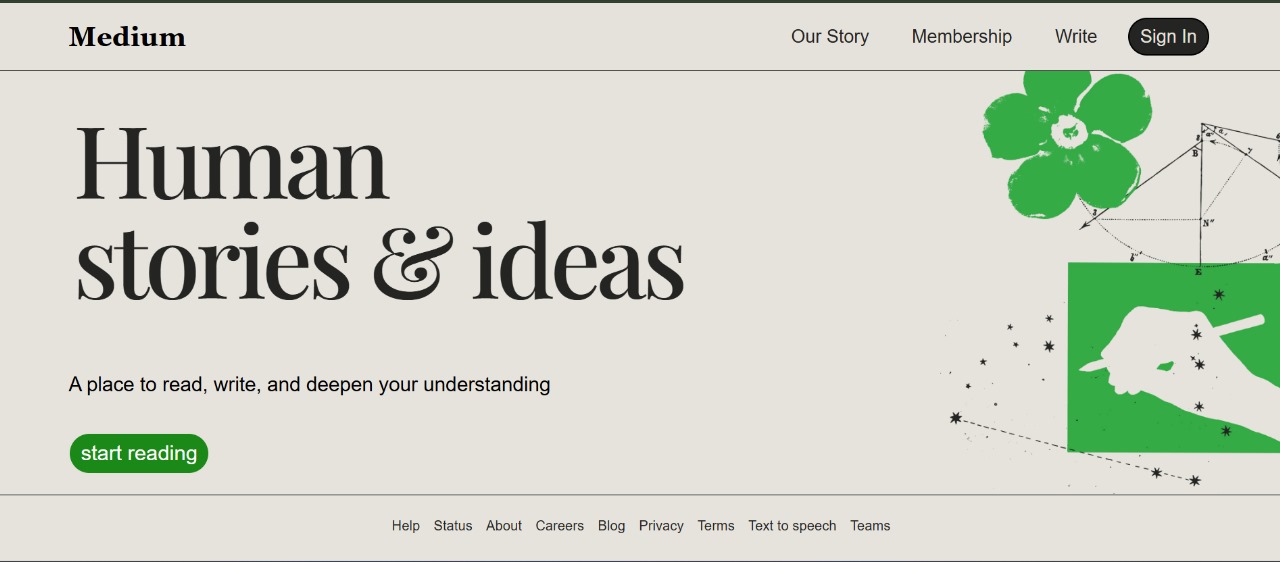 Medium
Our Story Membership Write Sign In
Human
stories & ideas
A place to read, write, and deepen your understanding
start reading
B
N"
E
Help Status About Careers Blog Privacy Terms Text to speech Teams